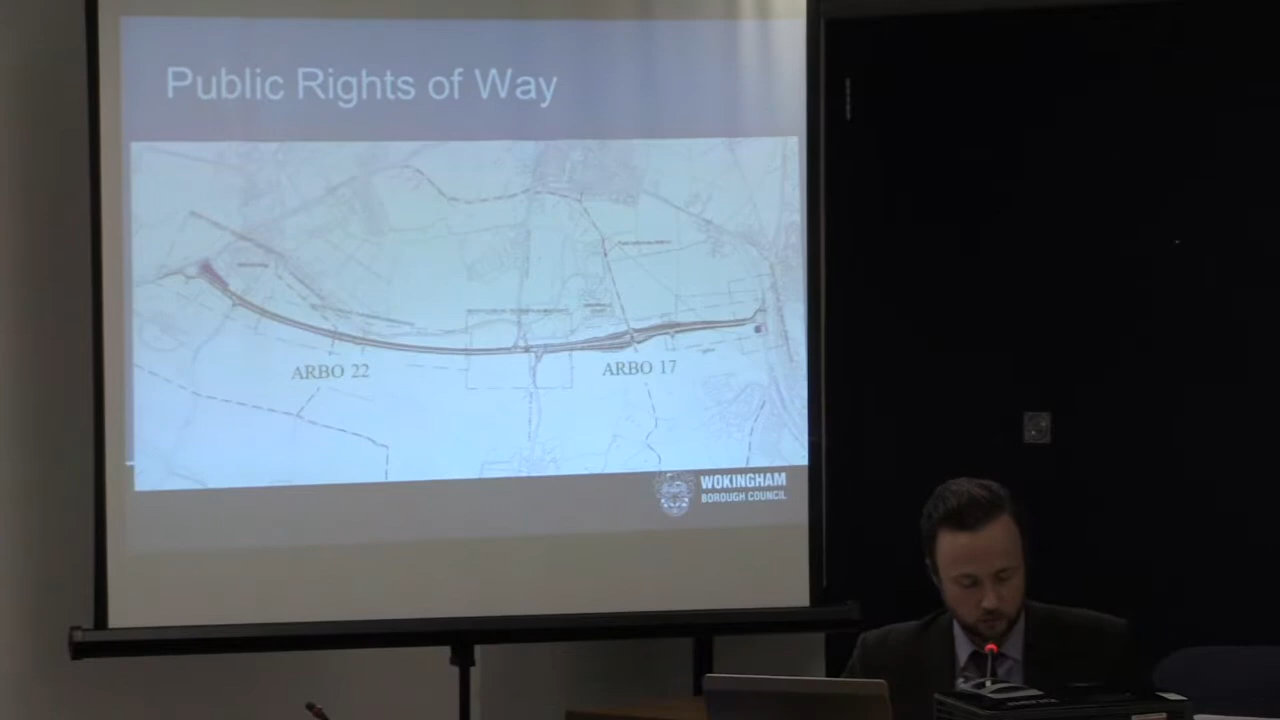 Public Rights of Way
ARBO 22
ARBO 17
WOKINGHAM
BOROUGH COUNCIL